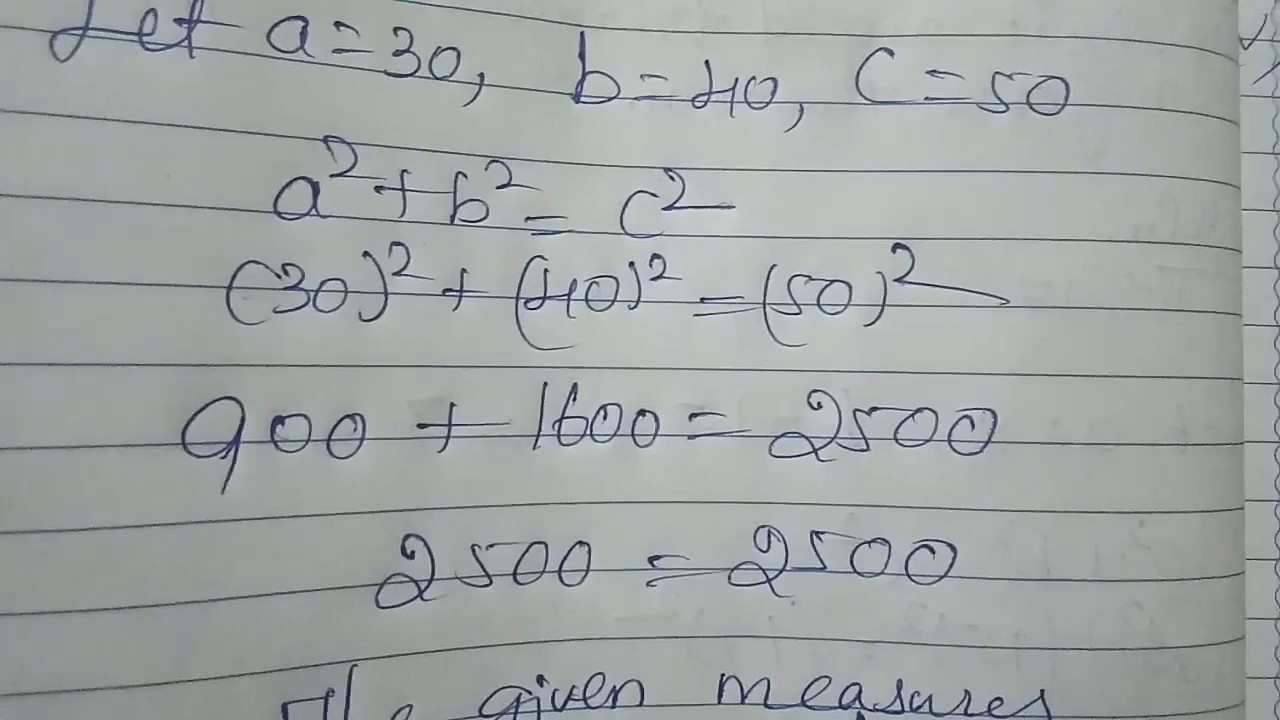 Let a=30, b=40, C=50
a²+b²= c²
(30)²+(40)²=(50)²
900 + 1600=2500
2500 = 2500
The given measures